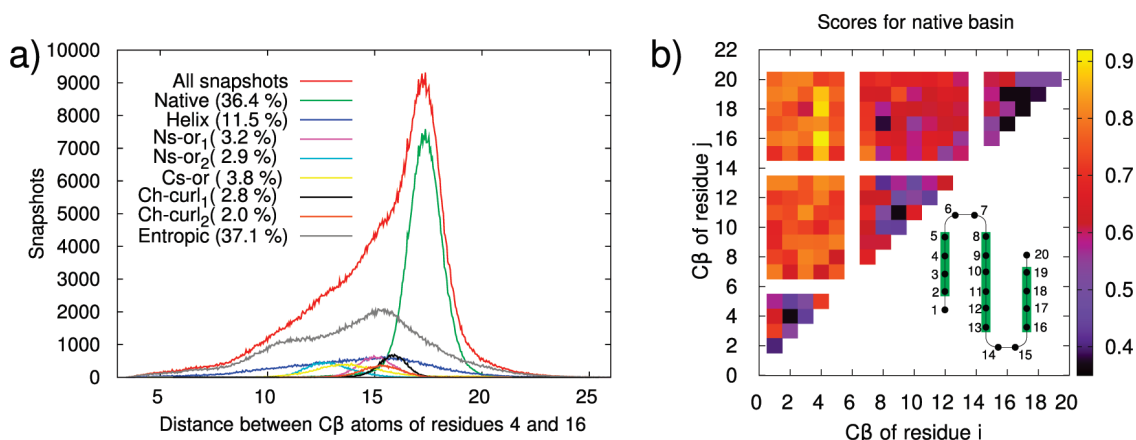 a)
10000
9000
8000
7000
6000
5000
4000
3000
2000
1000
0
Snapshots
All snapshots
Native (36.4 %)
Helix (11.5 %)
Ns-or1 (3.2 %)
Ns-or2 ( 2.9 %)
Cs-or ( 3.8 %)
Ch-curl1 ( 2.8 %)
Ch-curl2 ( 2.0 %)
Entropic (37.1 %)
5 10 15 20 25
Distance between Cβ atoms of residues 4 and 16
b)
Scores for native basin
22
20
18
16
14
12
10
8
6
4
2
0
Cβ of residue j
0 2 4 6 8 10 12 14 16 18 20
Cβ of residue i
6 7
5 8 20
4 9 19
3 10 18
2 11 17
1 12 16
13
14 15
0.9
0.8
0.7
0.6
0.5
0.4